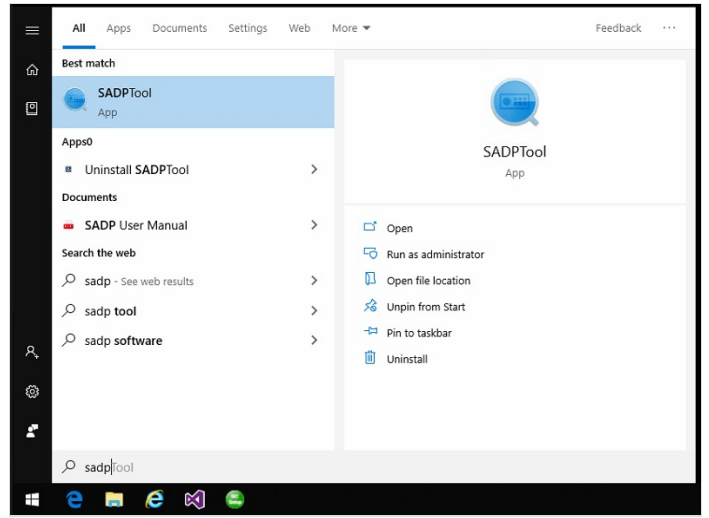 All Apps Documents Settings Web More Feedback ...
Best match
SADPTool
App
Apps0
Uninstall SADPTool
Documents
SADP User Manual
Search the web
sadp - See web results
sadp tool
sadp software
SADPTool
App
Open
Run as administrator
Open file location
Unpin from Start
Pin to taskbar
Uninstall
sadpTool